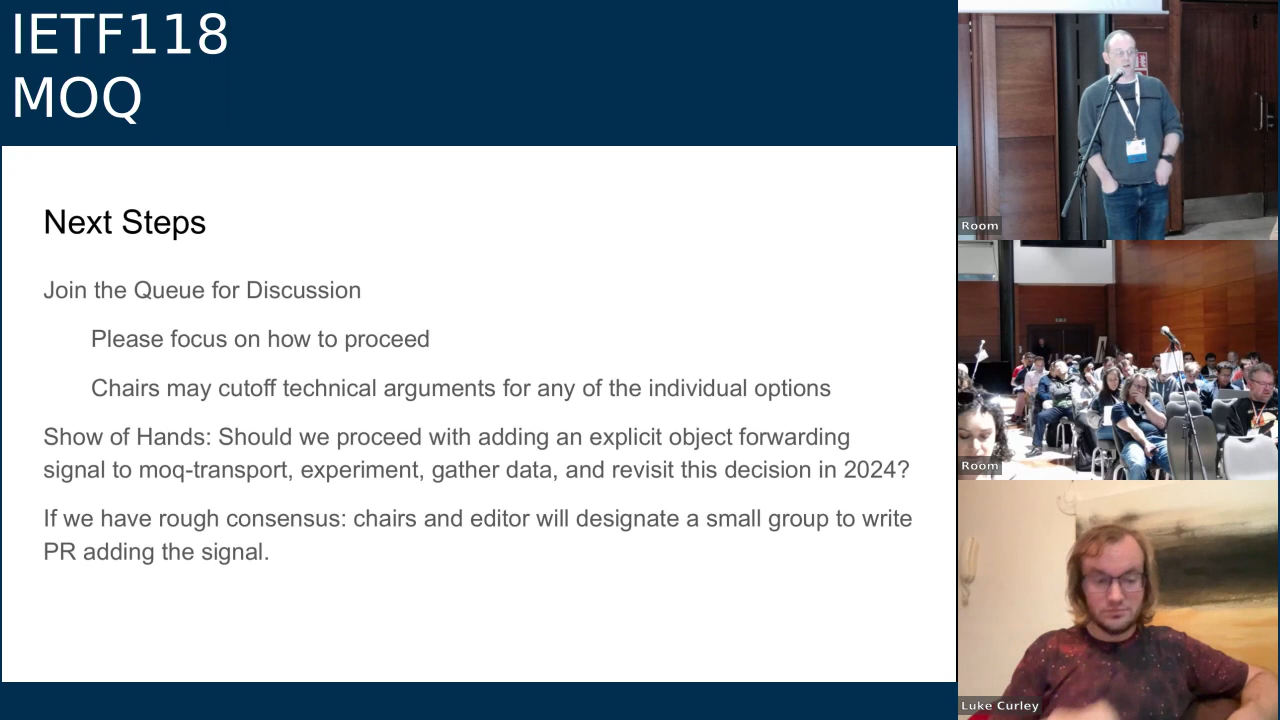 IETF118
MOQ
Next Steps
Join the Queue for Discussion
Please focus on how to proceed
Chairs may cutoff technical arguments for any of the individual options
Show of Hands: Should we proceed with adding an explicit object forwarding
signal to moq-transport, experiment, gather data, and revisit this decision in 2024?
If we have rough consensus: chairs and editor will designate a small group to write
PR adding the signal.
Room
Room
Luke Curley